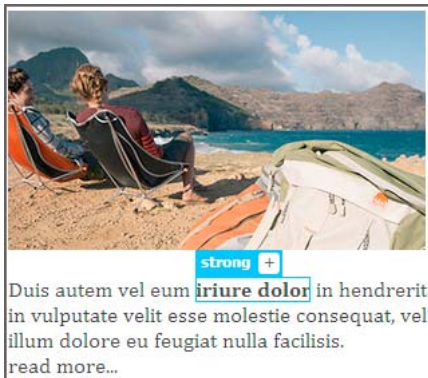 strong +
Duis autem vel eum iriure dolor in hendrerit
in vulputate velit esse molestie consequat, vel
illum dolore eu feugiat nulla facilisis.
read more...